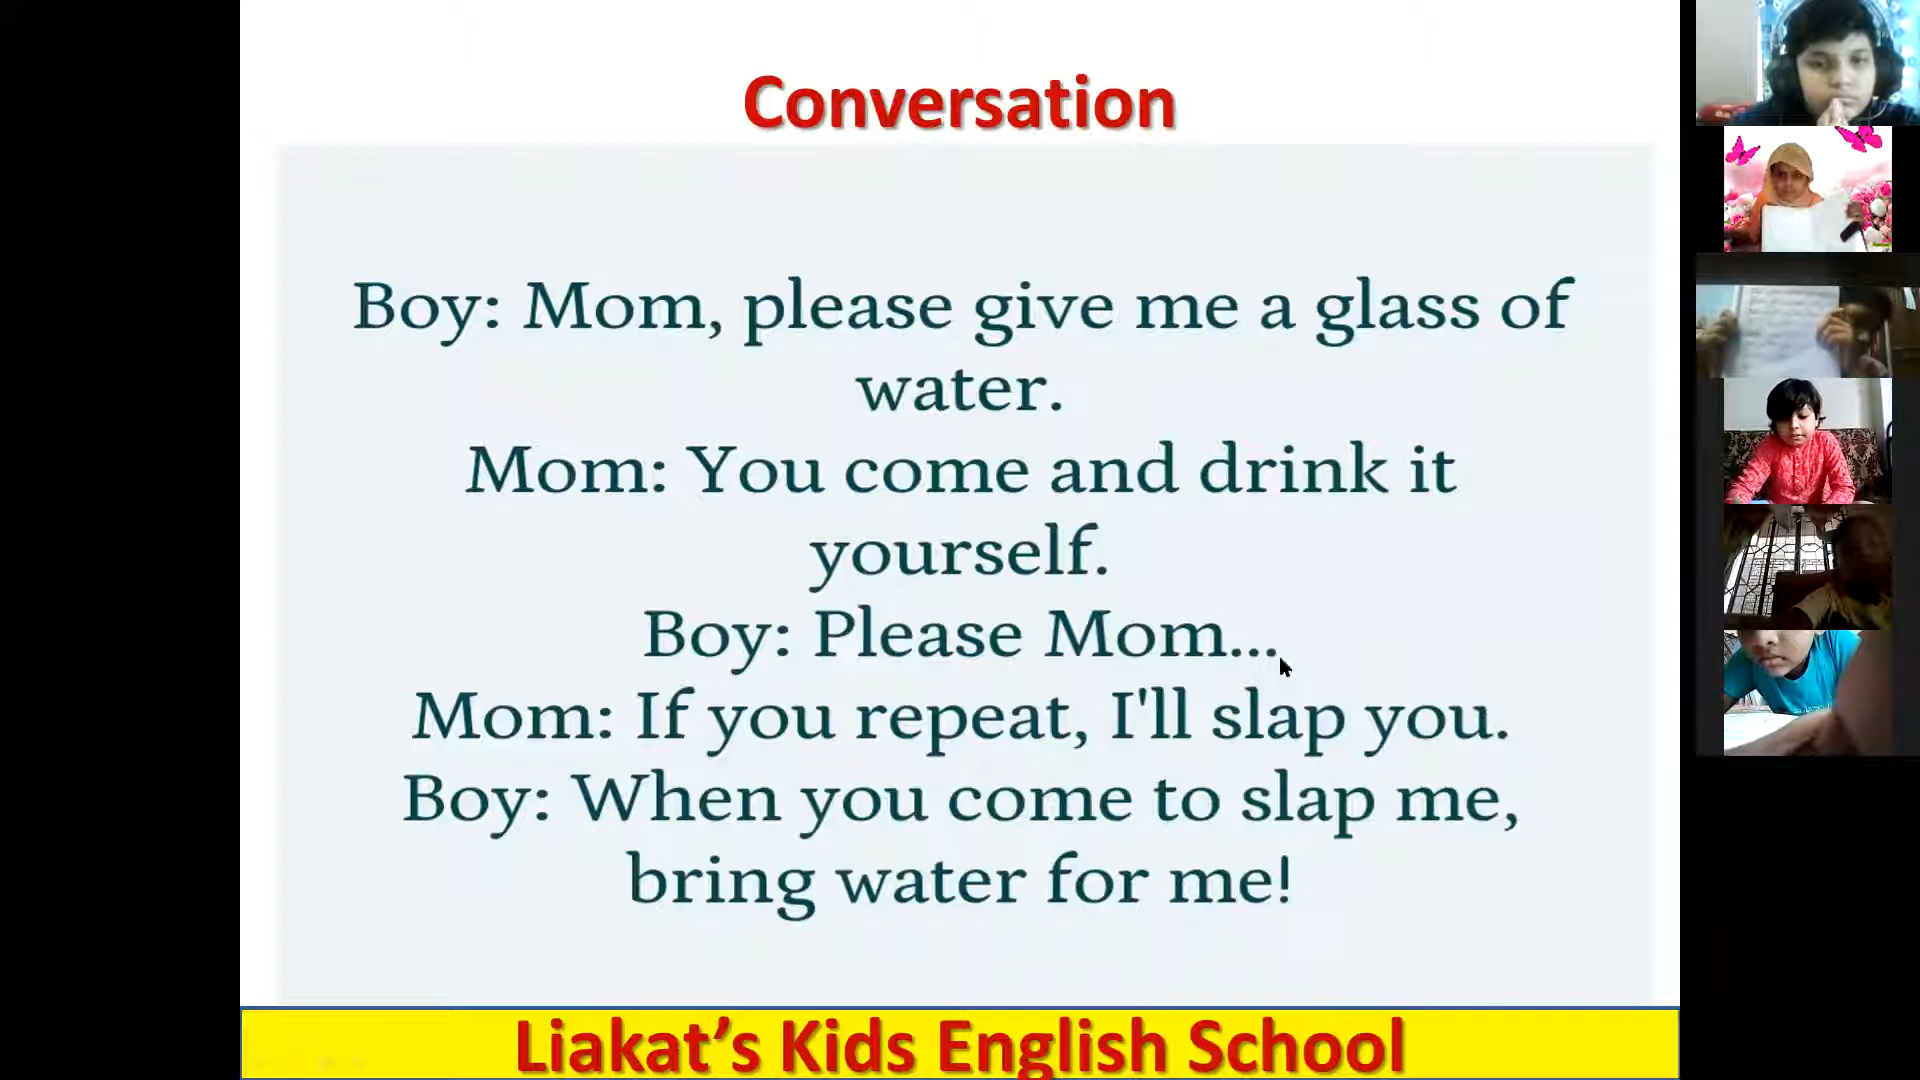 Conversation
Boy: Mom, please give me a glass of
water.
Mom: You come and drink it
yourself.
Boy: Please Mom...
Mom: If you repeat, I'll slap you.
Boy: When you come to slap me,
bring water for me!
Liakat’s Kids English School